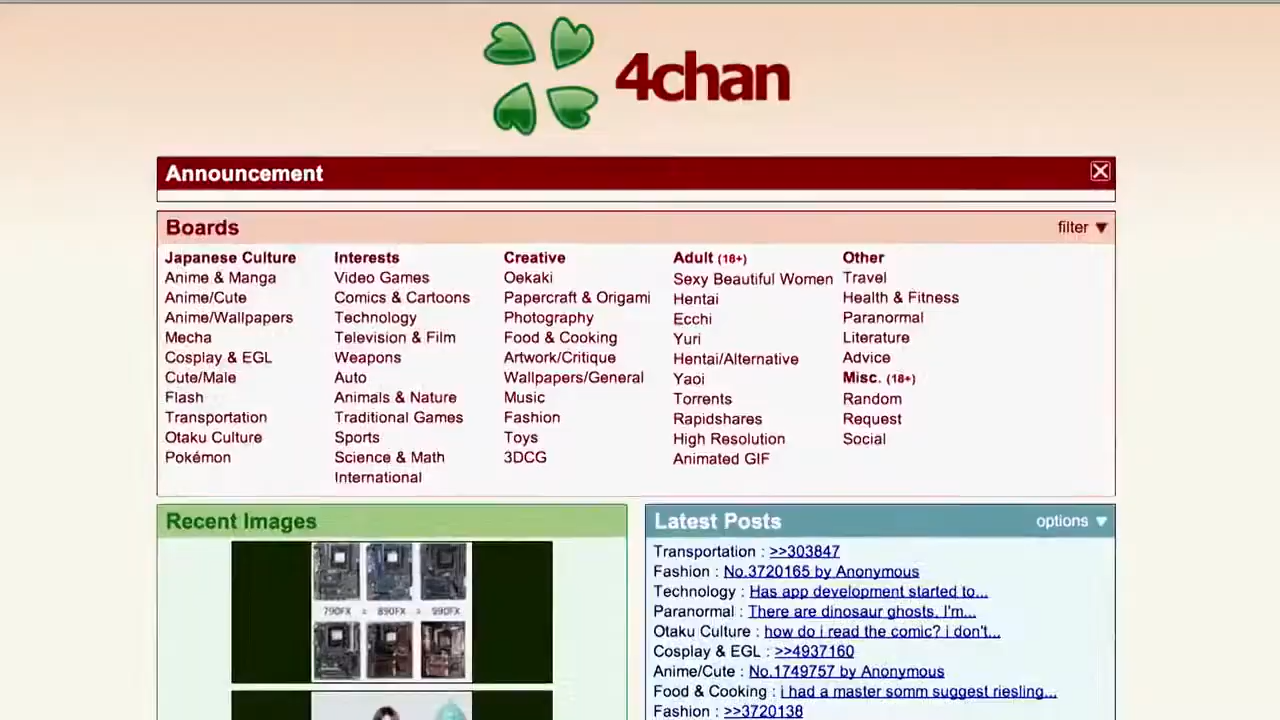 4chan
Announcement
Boards
filter ▼
Japanese Culture
Anime & Manga
Anime/Cute
Anime/Wallpapers
Mecha
Cosplay & EGL
Cute/Male
Flash
Transportation
Otaku Culture
Pokémon
Interests
Video Games
Comics & Cartoons
Technology
Television & Film
Weapons
Auto
Animals & Nature
Traditional Games
Sports
Science & Math
International
Creative
Oekaki
Papercraft & Origami
Photography
Food & Cooking
Artwork/Critique
Wallpapers/General
Music
Fashion
Toys
3DCG
Adult (18+)
Sexy Beautiful Women
Hentai
Ecchi
Yuri
Hentai/Alternative
Yaoi
Torrents
Rapidshares
High Resolution
Animated GIF
Other
Travel
Health & Fitness
Paranormal
Literature
Advice
Misc. (18+)
Random
Request
Social
Recent Images
790FX = 890FX = 990FX
Latest Posts
options ▼
Transportation : >>303847
Fashion : No.3720165 by Anonymous
Technology : Has app development started to...
Paranormal : There are dinosaur ghosts. I'm...
Otaku Culture : how do i read the comic? i don't...
Cosplay & EGL : >>4937160
Anime/Cute : No.1749757 by Anonymous
Food & Cooking : i had a master somm suggest riesling...
Fashion : >>3720138